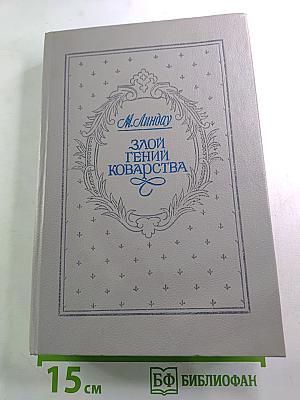 М. Линдау
ЗЛОЙ
ГЕНИЙ
КОВАРСТВА
15 см
БФ БИБЛИОФАН